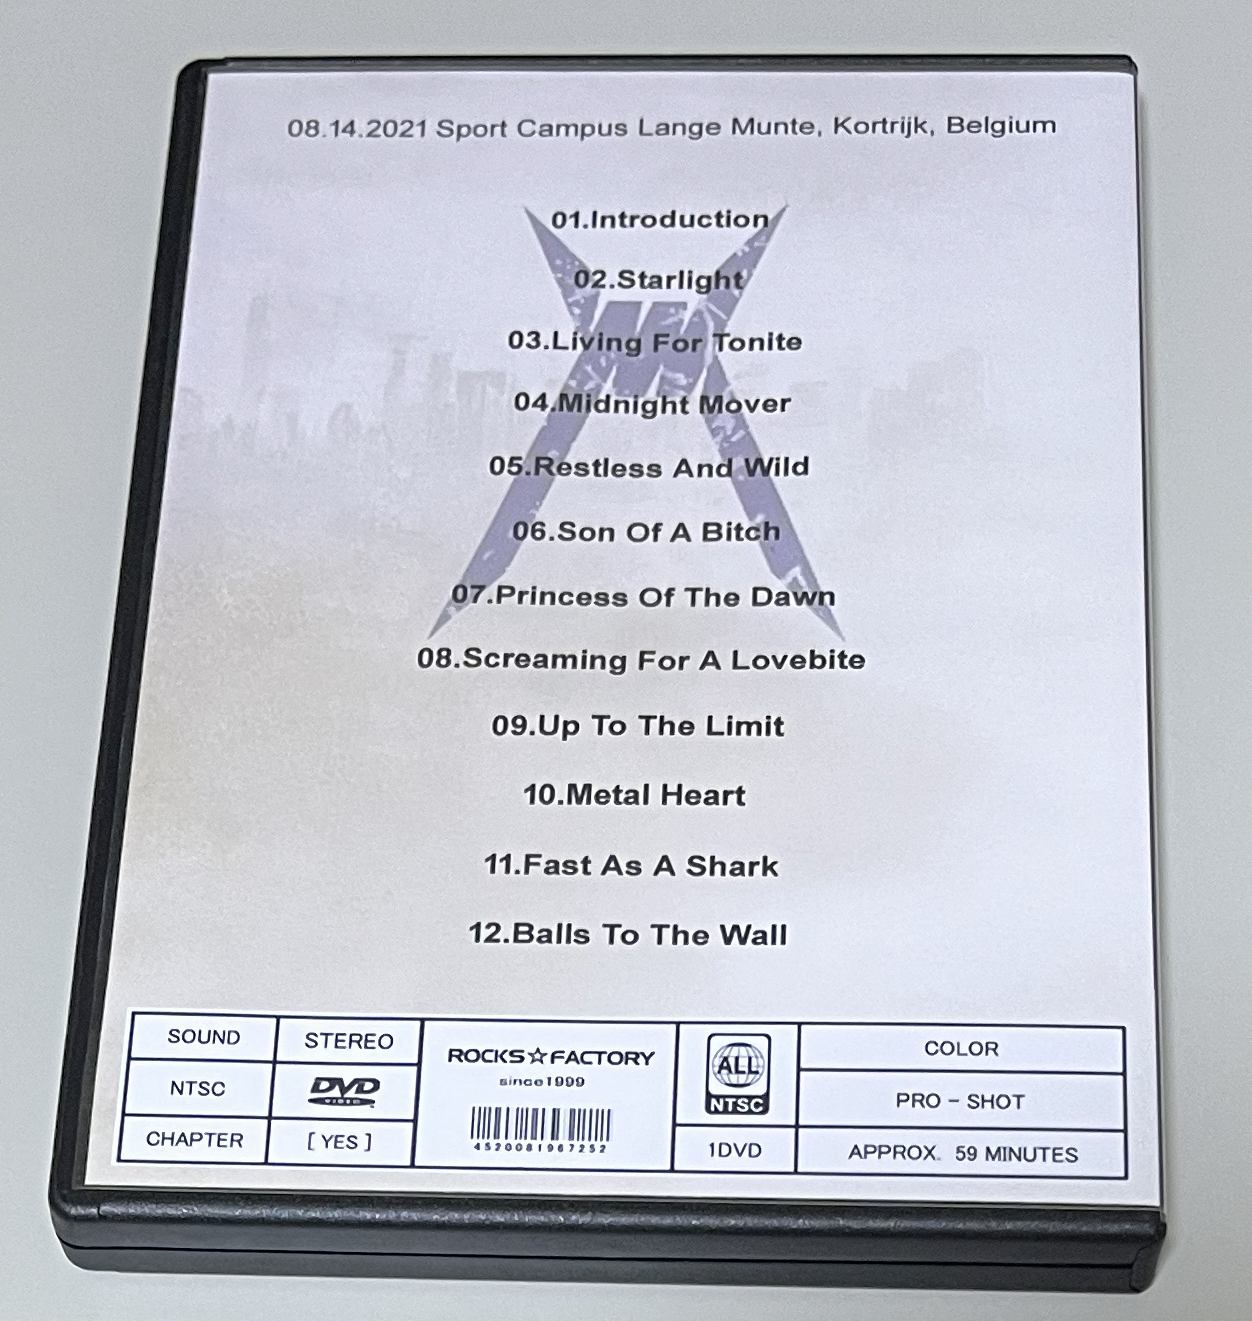 08.14.2021 Sport Campus Lange Munte, Kortrijk, Belgium
01.Introduction
02.Starlight
03.Living For Tonite
04.Midnight Mover
05.Restless And Wild
06.Son Of A Bitch
07.Princess Of The Dawn
08.Screaming For A Lovebite
09.Up To The Limit
10.Metal Heart
11.Fast As A Shark
12.Balls To The Wall
SOUND STEREO
NTSC DVD VIDEO
CHAPTER [ YES ]
ROCKS☆FACTORY
since1999
4520081967252
ALL
NTSC
1DVD
COLOR
PRO - SHOT
APPROX. 59 MINUTES